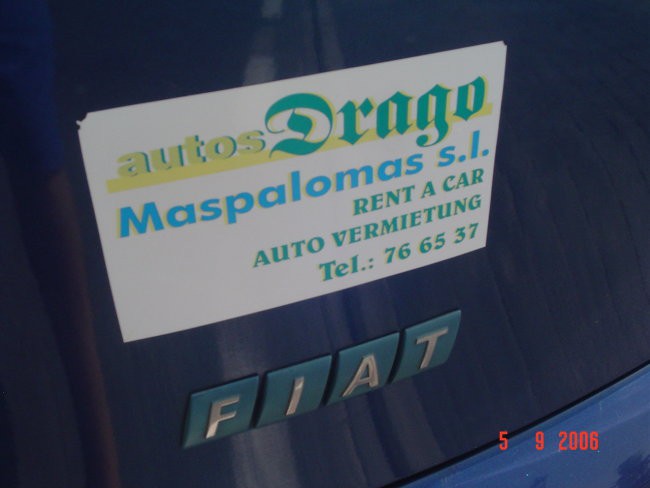 autos Drago
Maspalomas s.l.
RENT A CAR
AUTO VERMIETUNG
Tel.: 76 65 37
FIAT
5 9 2006